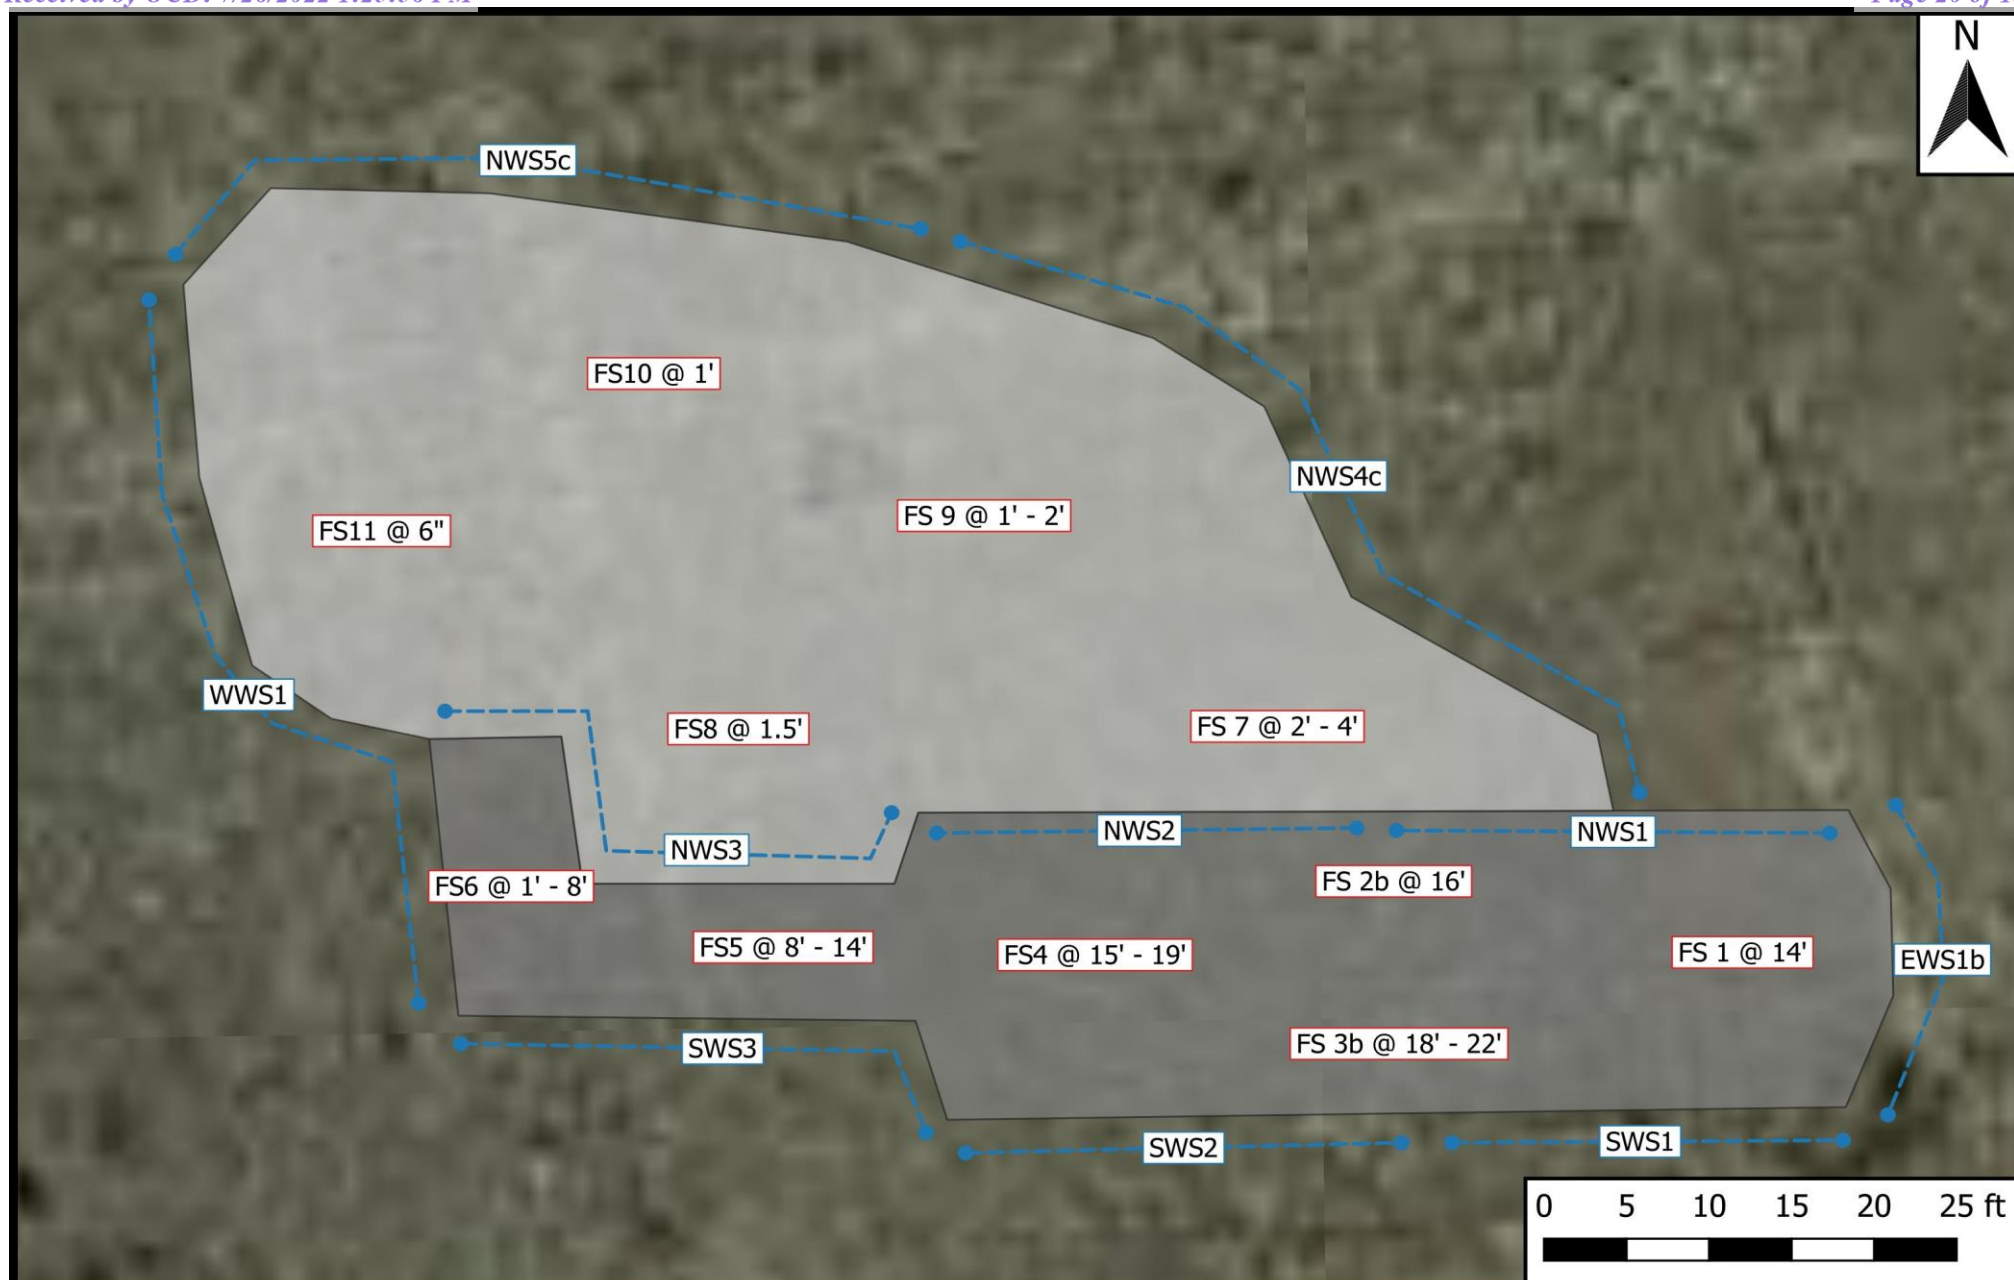 N
NWS5c
FS10 @ 1'
NWS4c
FS 9 @ 1' - 2'
FS11 @ 6"
WWS1
FS8 @ 1.5'
FS 7 @ 2' - 4'
NWS3
NWS2
NWS1
FS6 @ 1' - 8'
FS 2b @ 16'
FS5 @ 8' - 14'
FS4 @ 15' - 19'
FS 1 @ 14'
EWS1b
SWS3
FS 3b @ 18' - 22'
SWS2
SWS1
0 5 10 15 20 25 ft